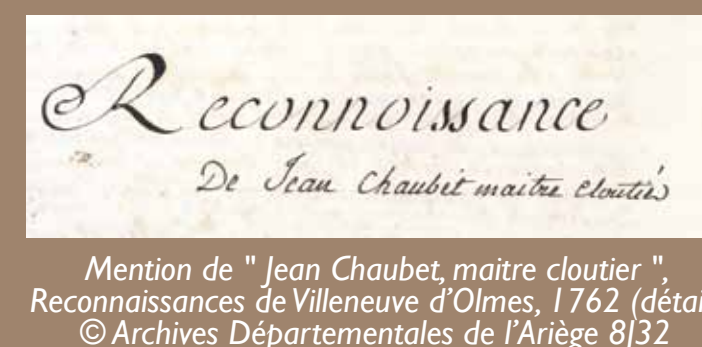 Reconnoissance
De Jean Chaubet maitre cloutié
Mention de " Jean Chaubet, maitre cloutier ",
Reconnaissances de Villeneuve d'Olmes, 1762 (détai
© Archives Départementales de l'Ariège 8J32